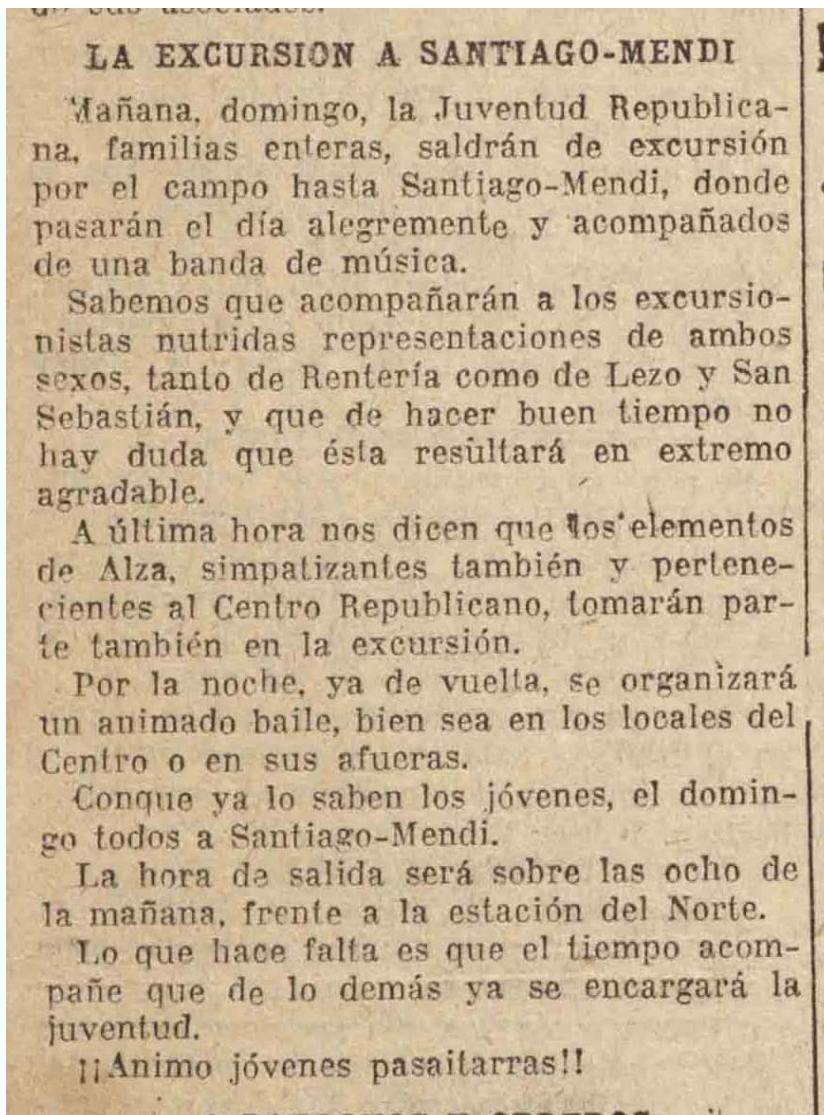 LA EXCURSION A SANTIAGO-MENDI
Mañana, domingo, la Juventud Republica-
na, familias enteras, saldrán de excursión
por el campo hasta Santiago-Mendi, donde
pasarán el día alegremente y acompañados
de una banda de música.
Sabemos que acompañarán a los excursio-
nistas nutridas representaciones de ambos
sexos, tanto de Rentería como de Lezo y San
Sebastián, y que de hacer buen tiempo no
hay duda que ésta resultará en extremo
agradable.
A última hora nos dicen que los elementos
de Alza, simpatizantes también y pertene-
cientes al Centro Republicano, tomarán par-
te también en la excursión.
Por la noche, ya de vuelta, se organizará
un animado baile, bien sea en los locales del
Centro o en sus afueras.
Conque ya lo saben los jóvenes, el domin-
go todos a Santiago-Mendi.
La hora de salida será sobre las ocho de
la mañana, frente a la estación del Norte.
Lo que hace falta es que el tiempo acom-
pañe que de lo demás ya se encargará la
juventud.
¡¡Animo jóvenes pasaitarras!!